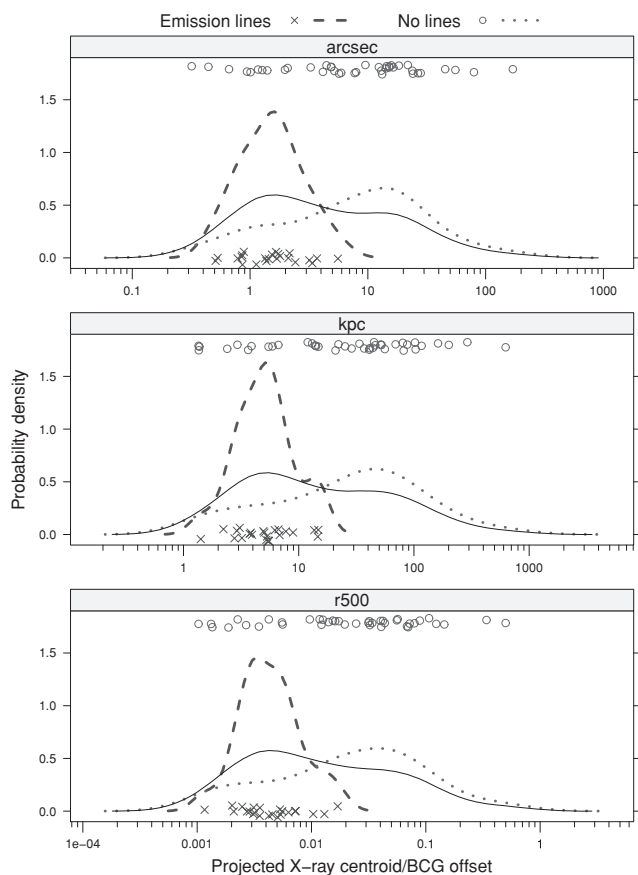 Emission lines × No lines
arcsec
1.5
1.0
0.5
0.0
0.1 1 10 100 1000
kpc
1.5
1.0
0.5
0.0
1 10 100 1000
Probability density
r500
1.5
1.0
0.5
0.0
1e−04 0.001 0.01 0.1 1
Projected X−ray centroid/BCG offset